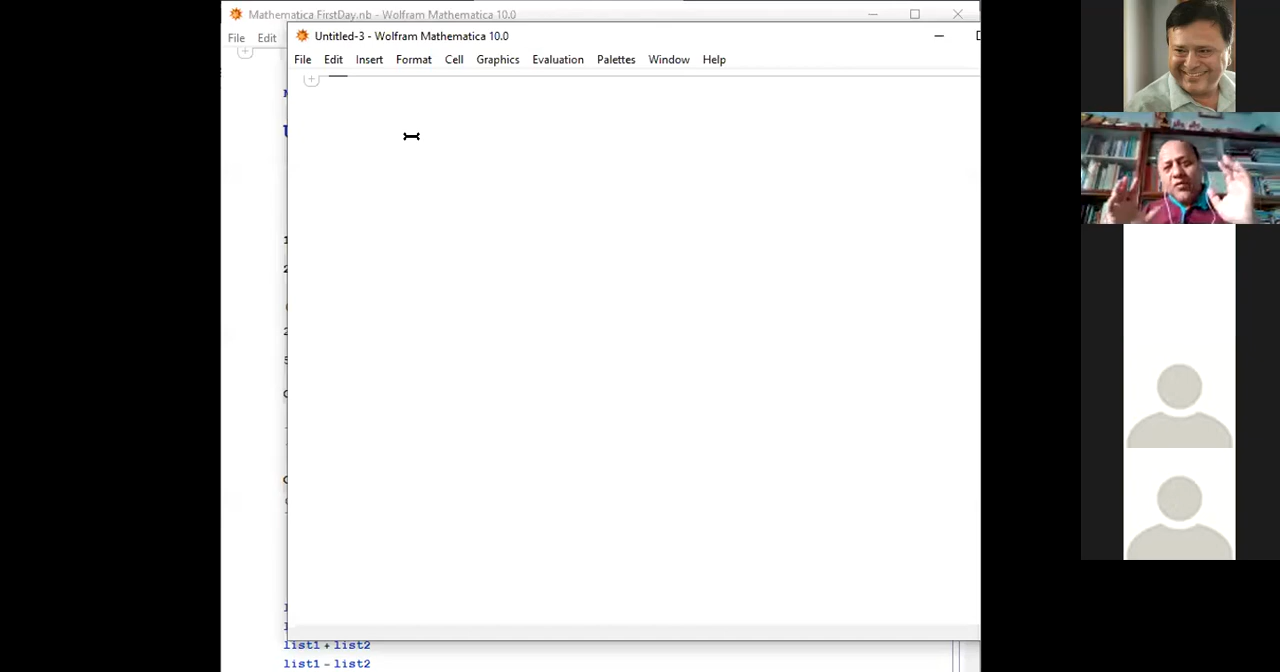 Mathematica FirstDay.nb - Wolfram Mathematica 10.0
File Edit
Untitled-3 - Wolfram Mathematica 10.0
File Edit Insert Format Cell Graphics Evaluation Palettes Window Help
list1 + list2
list1 - list2